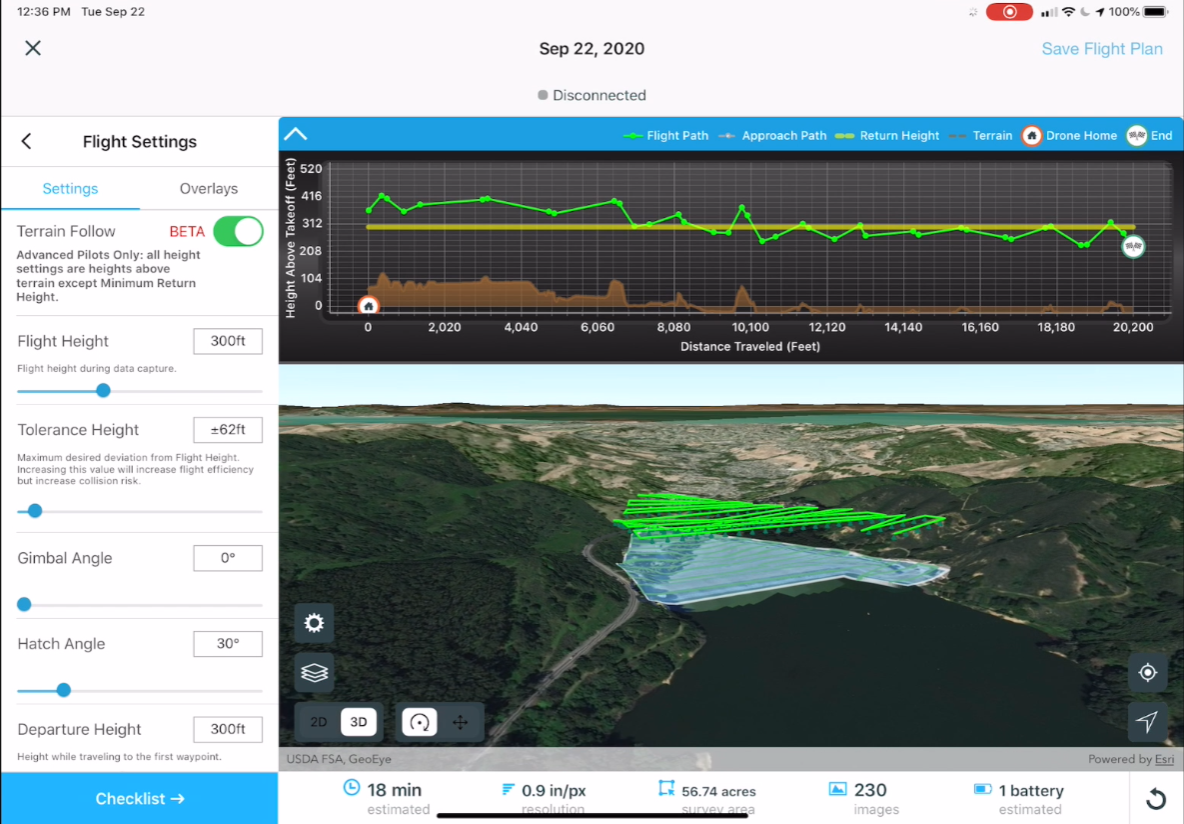 12:36 PM Tue Sep 22
100%
Sep 22, 2020
Save Flight Plan
Disconnected
Flight Settings
Settings
Overlays
Terrain Follow BETA
Advanced Pilots Only: all height
settings are heights above
terrain except Minimum Return
Height.
Flight Height 300ft
Flight height during data capture.
Tolerance Height ±62ft
Maximum desired deviation from Flight Height.
Increasing this value will increase flight efficiency
but increase collision risk.
Gimbal Angle 0°
Hatch Angle 30°
Departure Height 300ft
Height while traveling to the first waypoint.
Checklist →
Flight Path Approach Path Return Height Terrain Drone Home End
Height Above Takeoff (Feet)
520
416
312
208
104
0
0 2,020 4,040 6,060 8,080 10,100 12,120 14,140 16,160 18,180 20,200
Distance Traveled (Feet)
2D 3D
USDA FSA, GeoEye
Powered by Esri
18 min
estimated
0.9 in/px
resolution
56.74 acres
survey area
230
images
1 battery
estimated